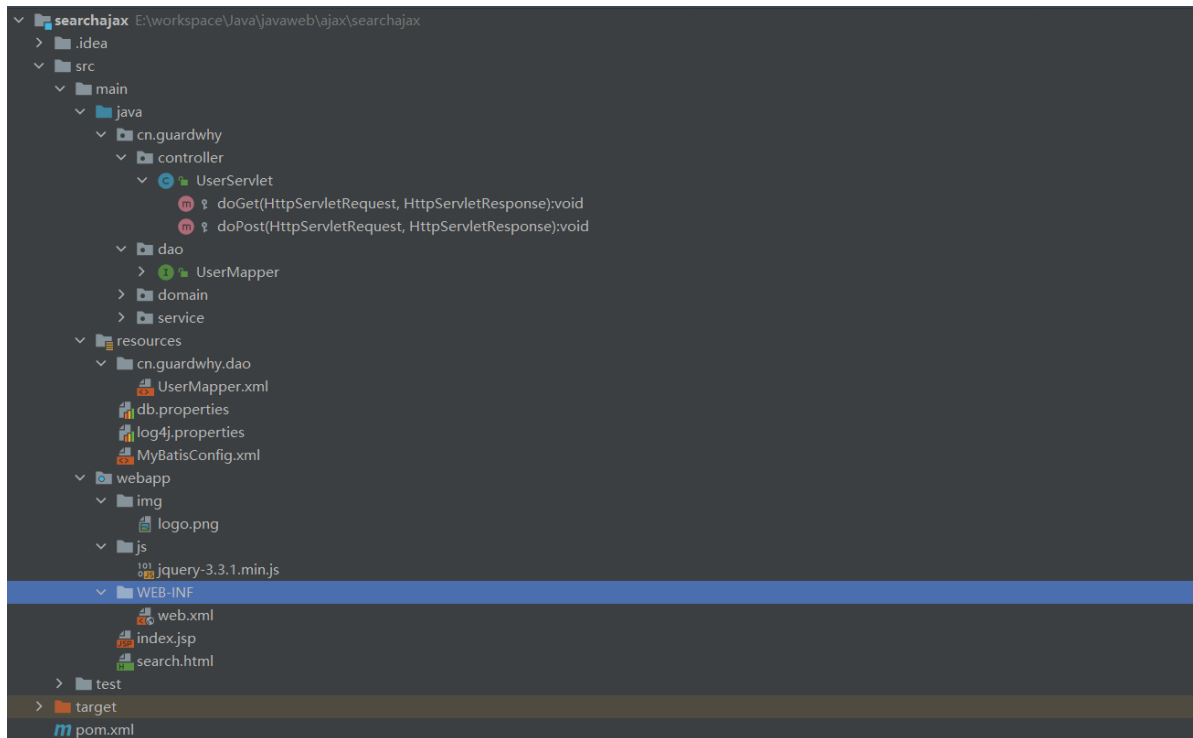 searchajax E:\workspace\Java\javaweb\ajax\searchajax
.idea
src
main
java
cn.guardwhy
controller
UserServlet
doGet(HttpServletRequest, HttpServletResponse):void
doPost(HttpServletRequest, HttpServletResponse):void
dao
UserMapper
domain
service
resources
cn.guardwhy.dao
UserMapper.xml
db.properties
log4j.properties
MyBatisConfig.xml
webapp
img
logo.png
js
jquery-3.3.1.min.js
WEB-INF
web.xml
index.jsp
search.html
test
target
pom.xml